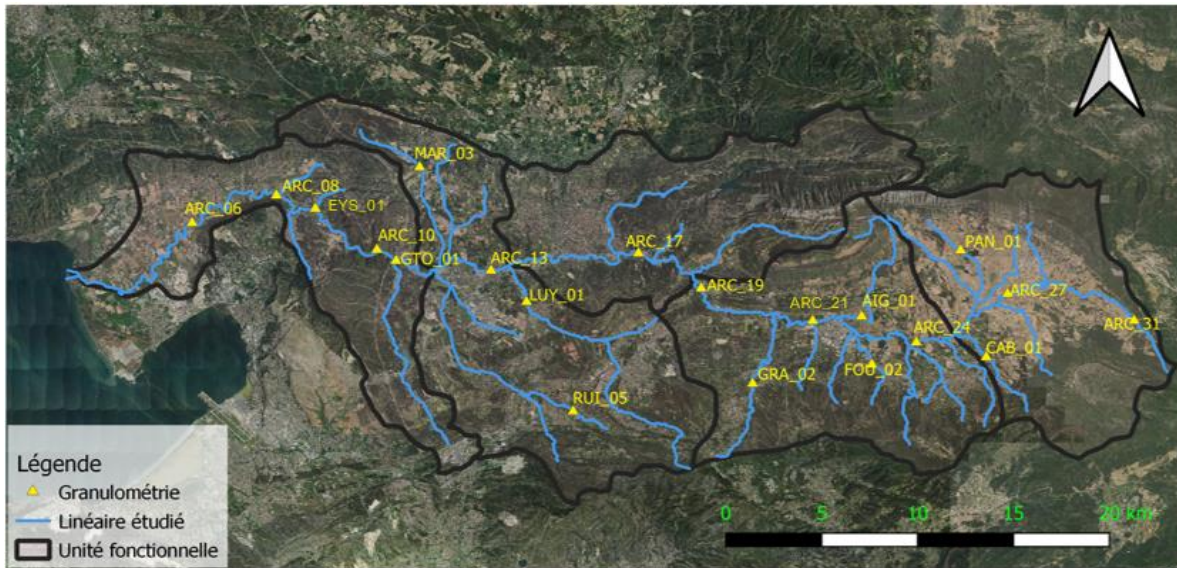 MAR_03
ARC_08
EYS_01
ARC_06
ARC_10
GTO_01
ARC_13
ARC_17
PAN_01
LUY_01
ARC_19
ARC_21
AIG_01
ARC_27
ARC_31
ARC_24
CAB_01
FOU_02
GRA_02
RUI_05
Légende
Granulométrie
Linéaire étudié
Unité fonctionnelle
0 5 10 15 20 km